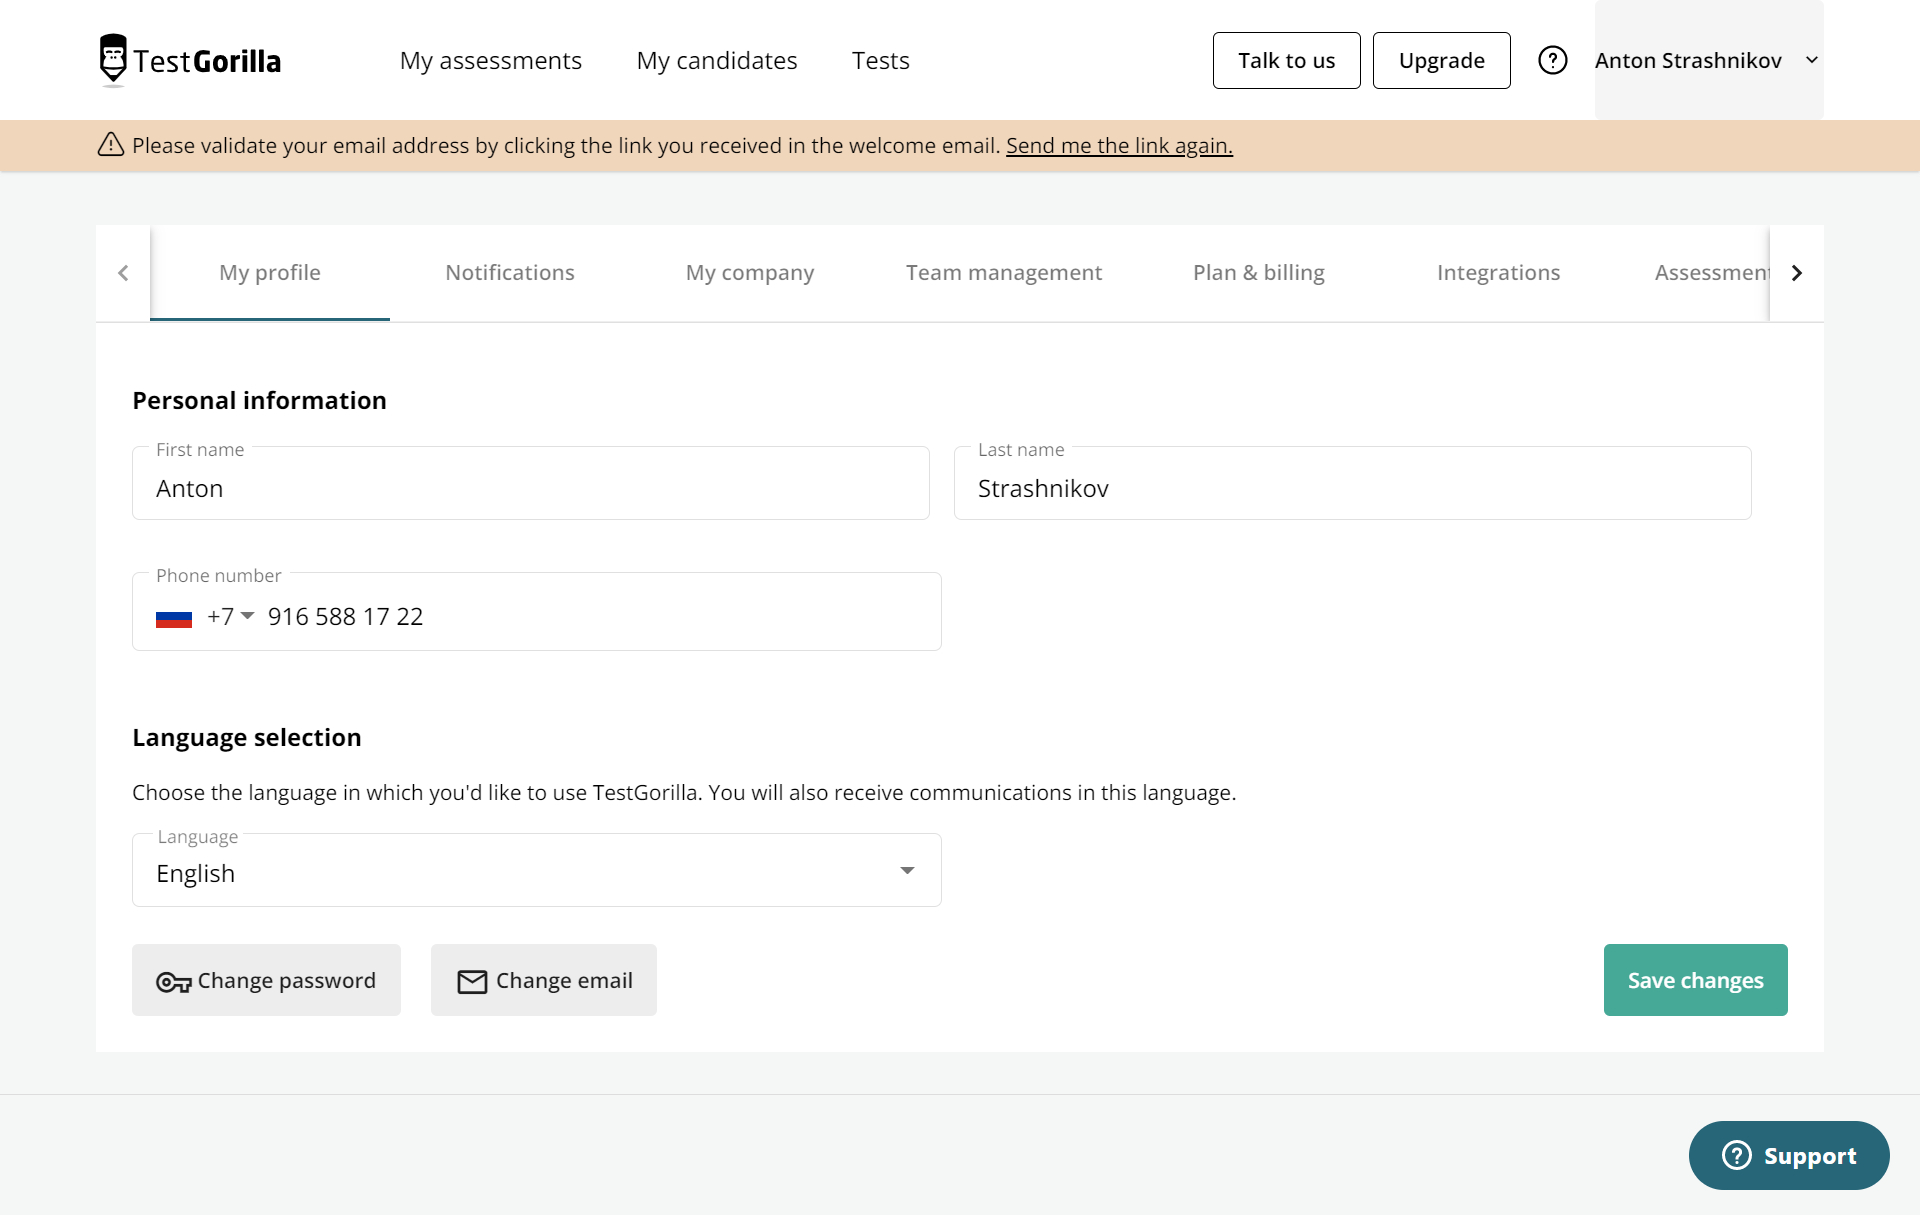 TestGorilla
My assessments
My candidates
Tests
Talk to us
Upgrade
Anton Strashnikov
Please validate your email address by clicking the link you received in the welcome email. Send me the link again.
My profile
Notifications
My company
Team management
Plan & billing
Integrations
Assessment
Personal information
First name
Anton
Last name
Strashnikov
Phone number
+7 916 588 17 22
Language selection
Choose the language in which you'd like to use TestGorilla. You will also receive communications in this language.
Language
English
Change password
Change email
Save changes
Support